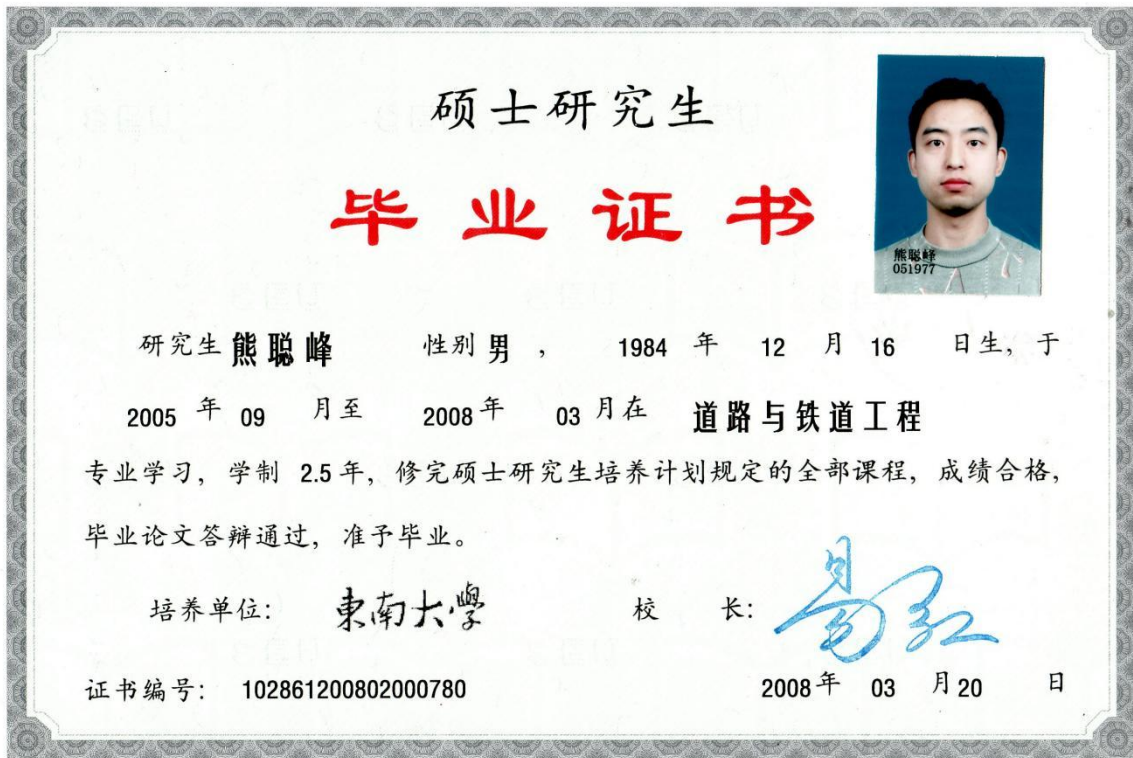 硕士研究生
毕业证书
熊聪峰
051977
研究生 熊聪峰 性别 男 , 1984 年 12 月 16 日生, 于
2005 年 09 月至 2008 年 03 月在 道路与铁道工程
专业学习, 学制 2.5 年, 修完硕士研究生培养计划规定的全部课程, 成绩合格,
毕业论文答辩通过, 准予毕业。
培养单位: 東南大學 校 长: 易红
证书编号: 102861200802000780 2008 年 03 月 20 日